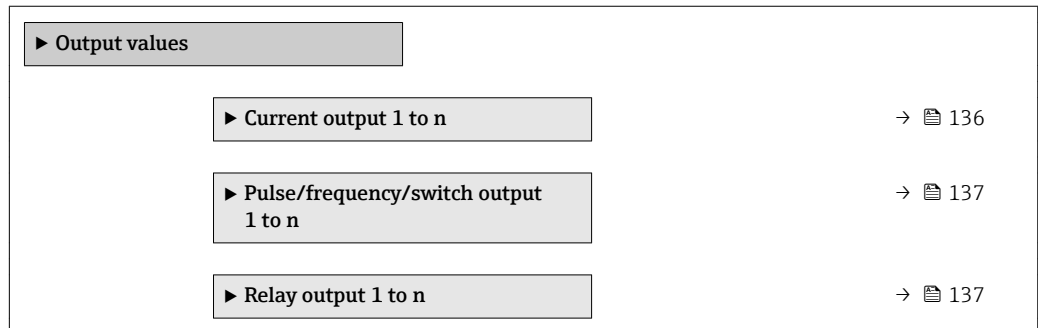 ► Output values
► Current output 1 to n → 136
► Pulse/frequency/switch output
1 to n → 137
► Relay output 1 to n → 137